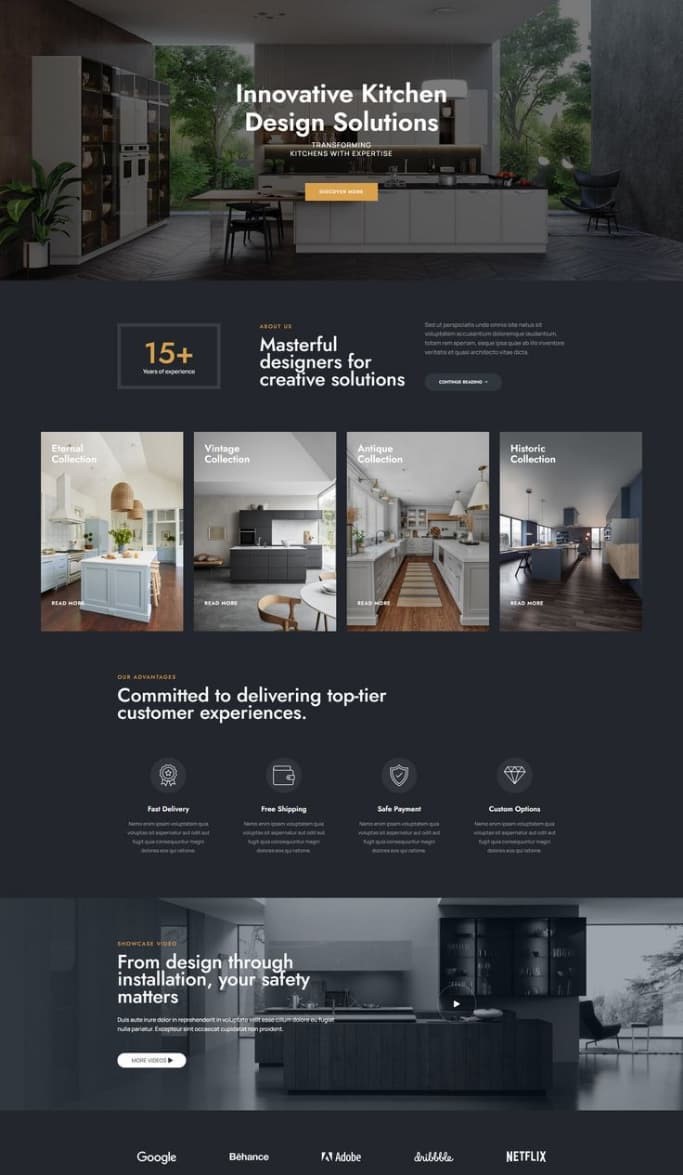 Innovative Kitchen
Design Solutions
TRANSFORMING
KITCHENS WITH EXPERTISE
DISCOVER MORE
15+
Years of experience
ABOUT US
Masterful
designers for
creative solutions
Sed ut perspiciatis unde omnis iste natus sit
voluptatem accusantium doloremque laudantium,
totam rem aperiam, eaque ipsa quae ab illo inventore
veritatis et quasi architecto vitae dicta.
CONTINUE READING →
Eternal
Collection
READ MORE
Vintage
Collection
READ MORE
Antique
Collection
READ MORE
Historic
Collection
READ MORE
OUR ADVANTAGES
Committed to delivering top-tier
customer experiences.
Fast Delivery
Nemo enim ipsam voluptatem quia
voluptas sit aspernatur aut odit aut
fugit quia consequuntur magni
dolores eos qui ratione.
Free Shipping
Nemo enim ipsam voluptatem quia
voluptas sit aspernatur aut odit aut
fugit quia consequuntur magni
dolores eos qui ratione.
Safe Payment
Nemo enim ipsam voluptatem quia
voluptas sit aspernatur aut odit aut
fugit quia consequuntur magni
dolores eos qui ratione.
Custom Options
Nemo enim ipsam voluptatem quia
voluptas sit aspernatur aut odit aut
fugit quia consequuntur magni
dolores eos qui ratione.
SHOWCASE VIDEO
From design through
installation, your safety
matters
Duis aute irure dolor in reprehenderit in voluptate velit esse cillum dolore eu fugiat
nulla pariatur. Excepteur sint occaecat cupidatat non proident.
MORE VIDEOS ▶
Google
Bēhance
Adobe
dribbble
NETFLIX